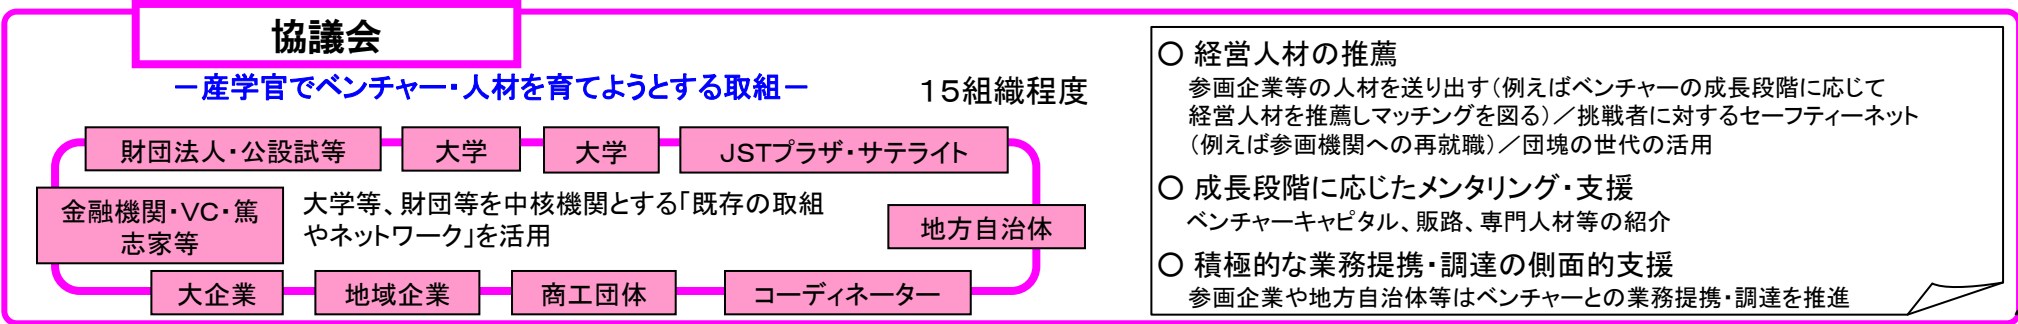 協議会
－産学官でベンチャー・人材を育てようとする取組－
15組織程度
財団法人・公設試等
大学
大学
JSTプラザ・サテライト
金融機関・VC・篤
志家等
大学等、財団等を中核機関とする「既存の取組
やネットワーク」を活用
地方自治体
大企業
地域企業
商工団体
コーディネーター
○ 経営人材の推薦
参画企業等の人材を送り出す（例えばベンチャーの成長段階に応じて
経営人材を推薦しマッチングを図る）／挑戦者に対するセーフティーネット
（例えば参画機関への再就職）／団塊の世代の活用
○ 成長段階に応じたメンタリング・支援
ベンチャーキャピタル、販路、専門人材等の紹介
○ 積極的な業務提携・調達の側面的支援
参画企業や地方自治体等はベンチャーとの業務提携・調達を推進